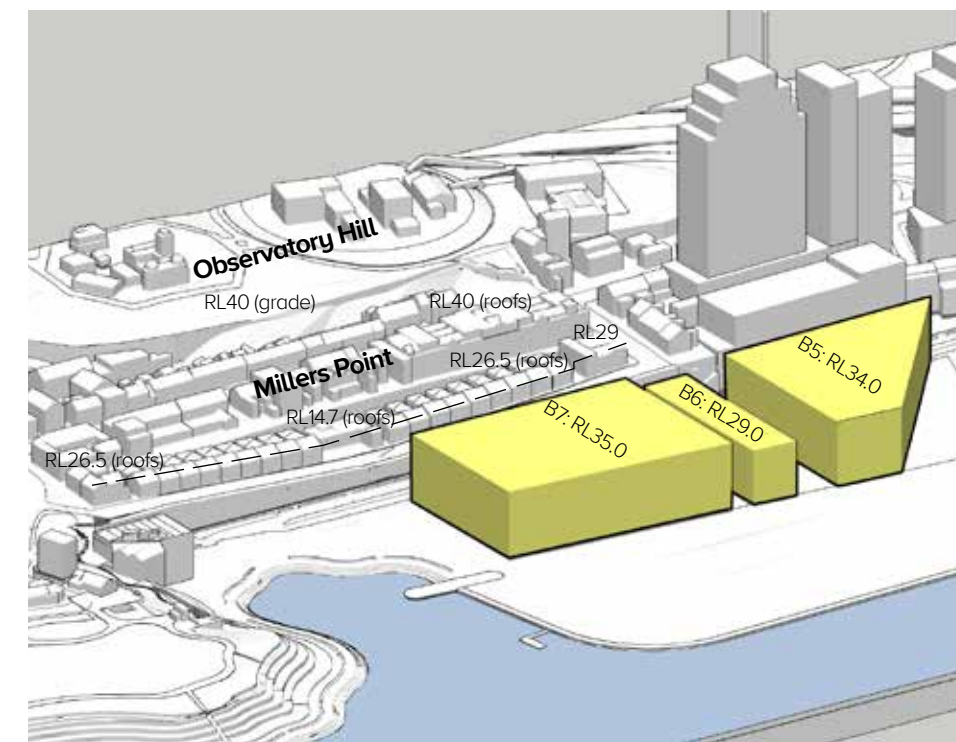 Observatory Hill
RL40 (grade)
RL40 (roofs)
RL29
Millers Point
RL26.5 (roofs)
RL14.7 (roofs)
RL26.5 (roofs)
B5: RL34.0
B6: RL29.0
B7: RL35.0